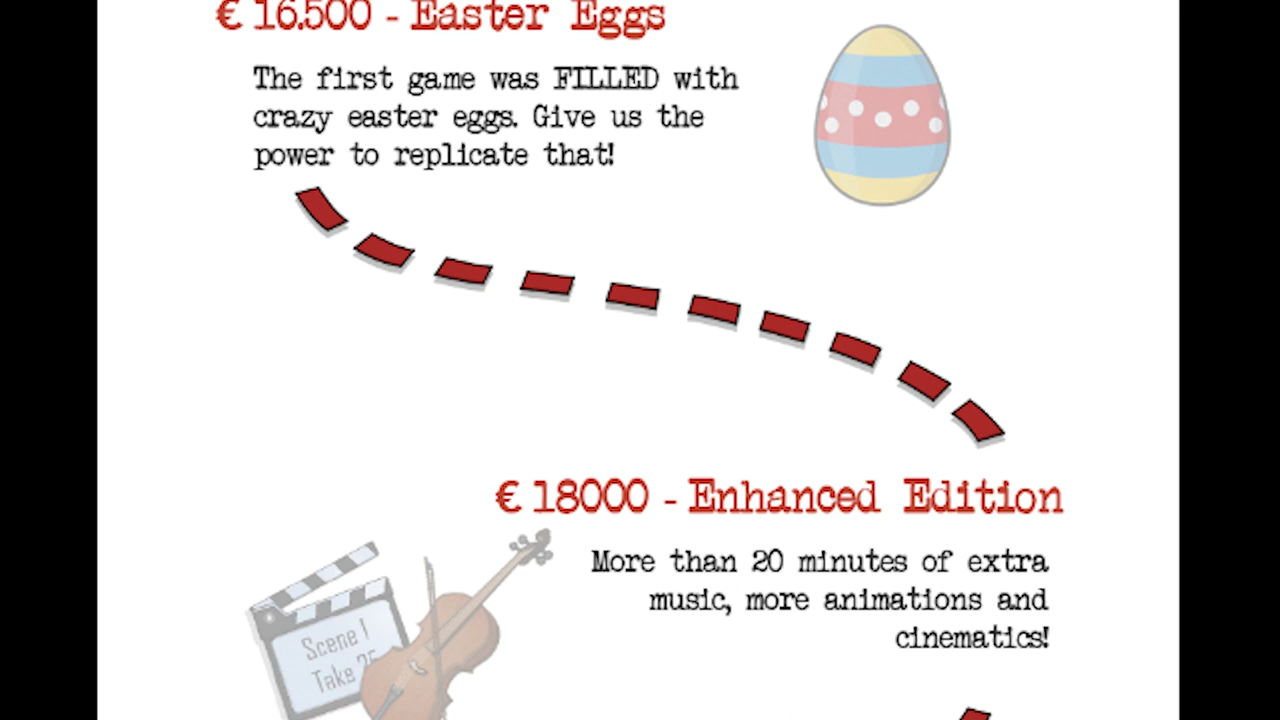 € 16.500 - Easter Eggs
The first game was FILLED with
crazy easter eggs. Give us the
power to replicate that!
€ 18000 - Enhanced Edition
More than 20 minutes of extra
music, more animations and
cinematics!
Scene 1
Take